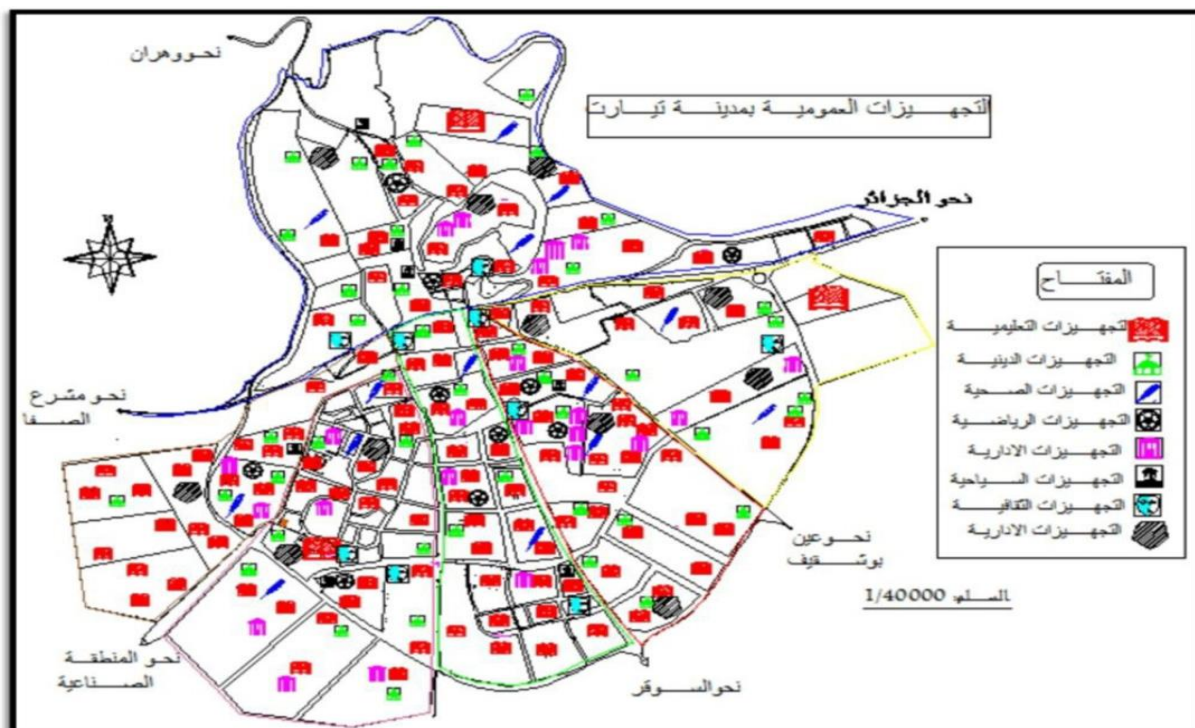 نحو وهران
التجهيزات العمومية بمدينة تيارت
نحو الجزائر
المفتاح
التجهيزات التعليمية
التجهيزات الدينية
التجهيزات الصحية
التجهيزات الرياضية
التجهيزات الادارية
التجهيزات السياحية
التجهيزات الثقافية
التجهيزات الادارية
نحو مشرع
الصفا
نحو عين
بوشقيف
السلم: 1/40000
نحو المنطقة
الصناعية
نحو السوقر